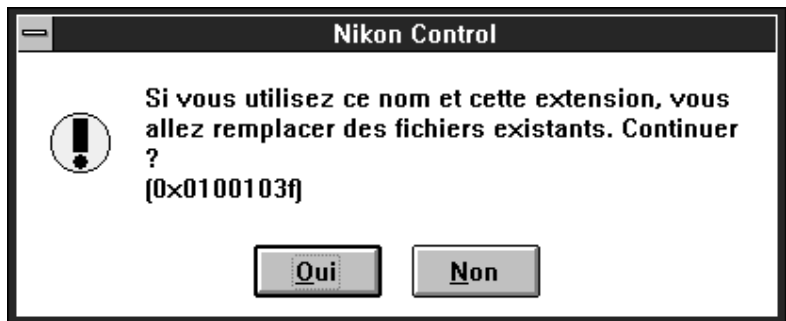 Nikon Control
Si vous utilisez ce nom et cette extension, vous
allez remplacer des fichiers existants. Continuer
?
(0x0100103f)
Oui
Non